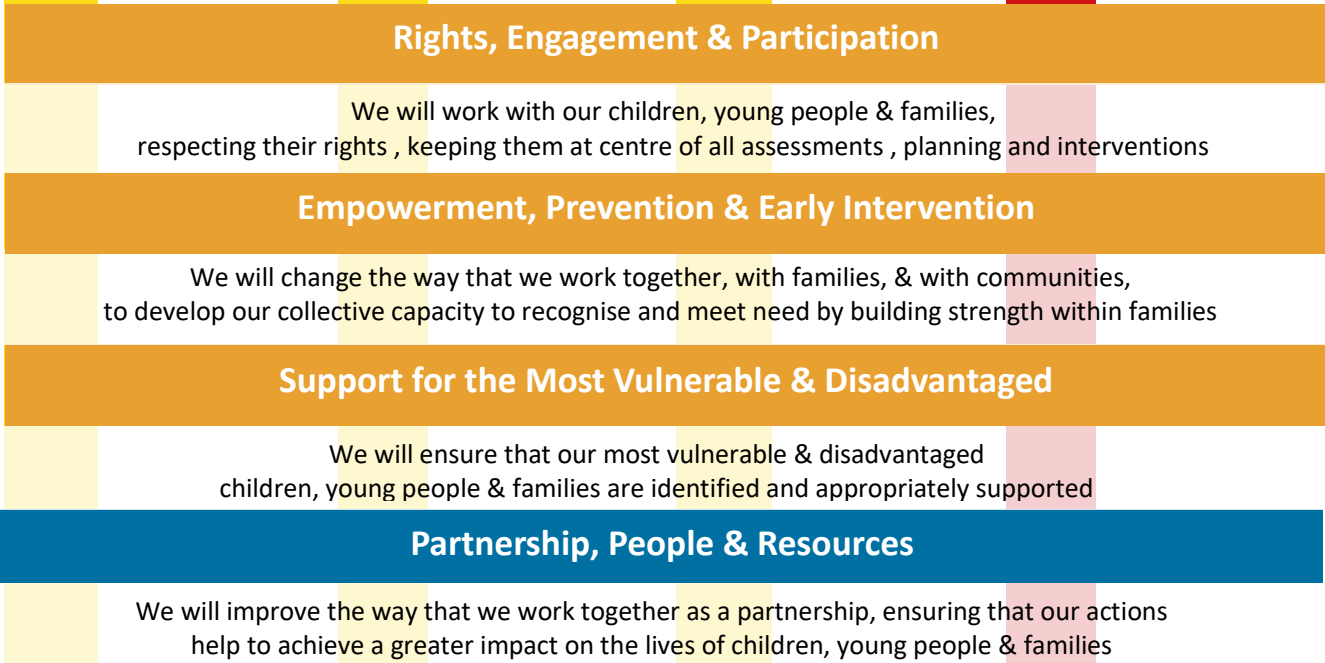 Rights, Engagement & Participation
We will work with our children, young people & families,
respecting their rights , keeping them at centre of all assessments , planning and interventions
Empowerment, Prevention & Early Intervention
We will change the way that we work together, with families, & with communities,
to develop our collective capacity to recognise and meet need by building strength within families
Support for the Most Vulnerable & Disadvantaged
We will ensure that our most vulnerable & disadvantaged
children, young people & families are identified and appropriately supported
Partnership, People & Resources
We will improve the way that we work together as a partnership, ensuring that our actions
help to achieve a greater impact on the lives of children, young people & families